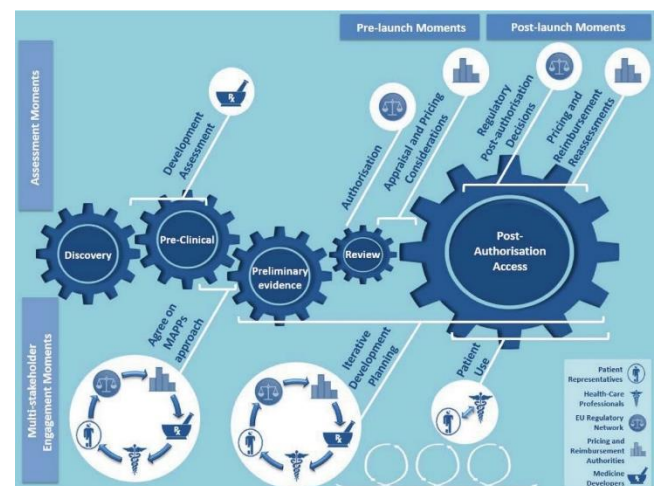 Pre-launch Moments
Post-launch Moments
Assessment Moments
Development
Assessment
Authorisation
Appraisal and Pricing
Considerations
Regulatory
Post-authorisation
Decisions
Pricing and
Reimbursement
Reassessments
Discovery
Pre-Clinical
Preliminary
evidence
Review
Post-
Authorisation
Access
Multi-stakeholder
Engagement Moments
Agree on
MAPPs
approach
Iterative
Development
Planning
Patient
Use
Patient
Representatives
Health-Care
Professionals
EU Regulatory
Network
Pricing and
Reimbursement
Authorities
Medicine
Developers